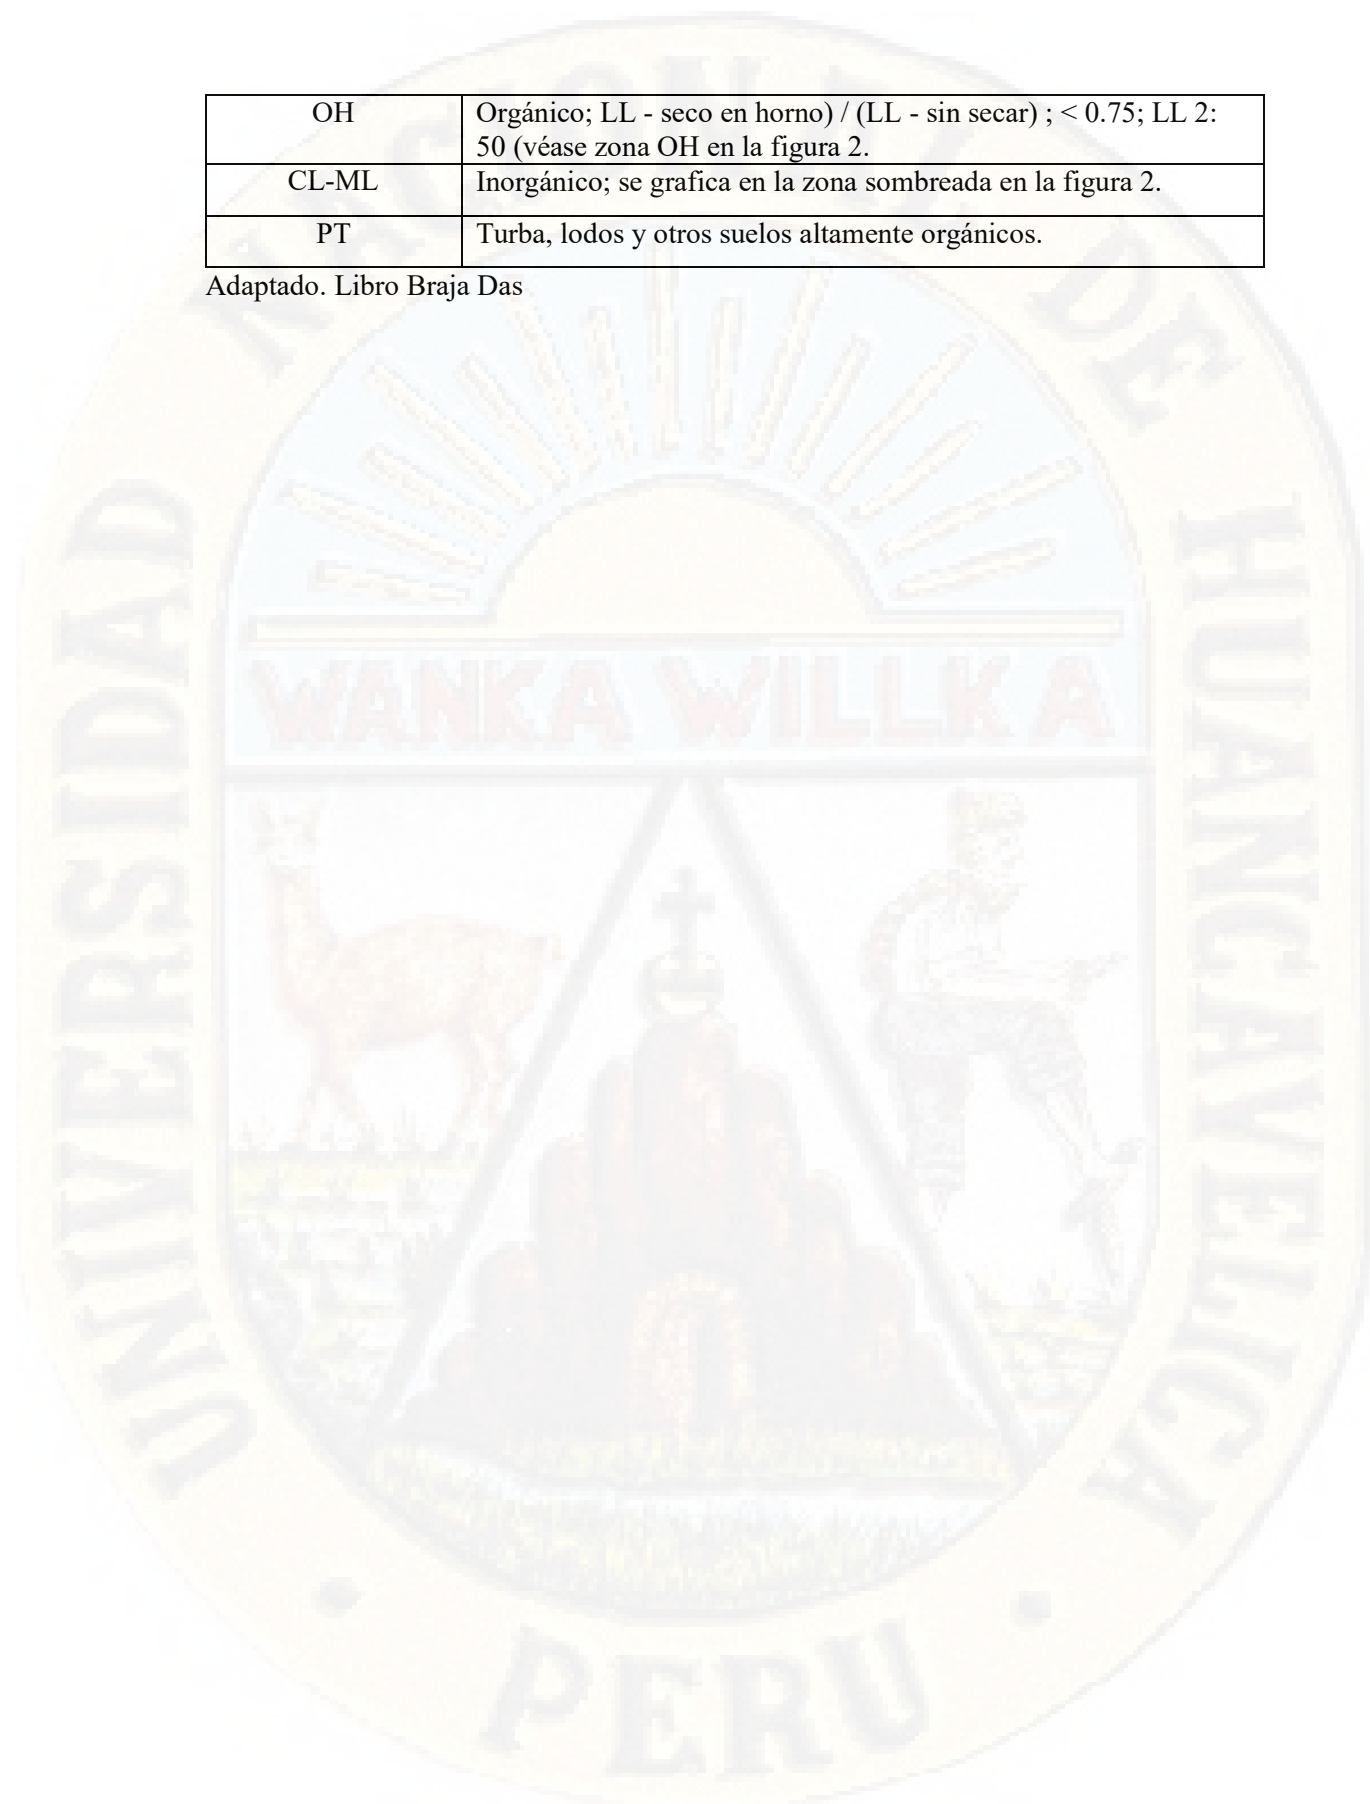 OH Orgánico; LL - seco en horno) / (LL - sin secar) ; < 0.75; LL 2:
50 (véase zona OH en la figura 2.
CL-ML Inorgánico; se grafica en la zona sombreada en la figura 2.
PT Turba, lodos y otros suelos altamente orgánicos.
Adaptado. Libro Braja Das
UNIVERSIDAD NACIONAL DE HUANCAVELICA
WANKA WILLKA
PERU